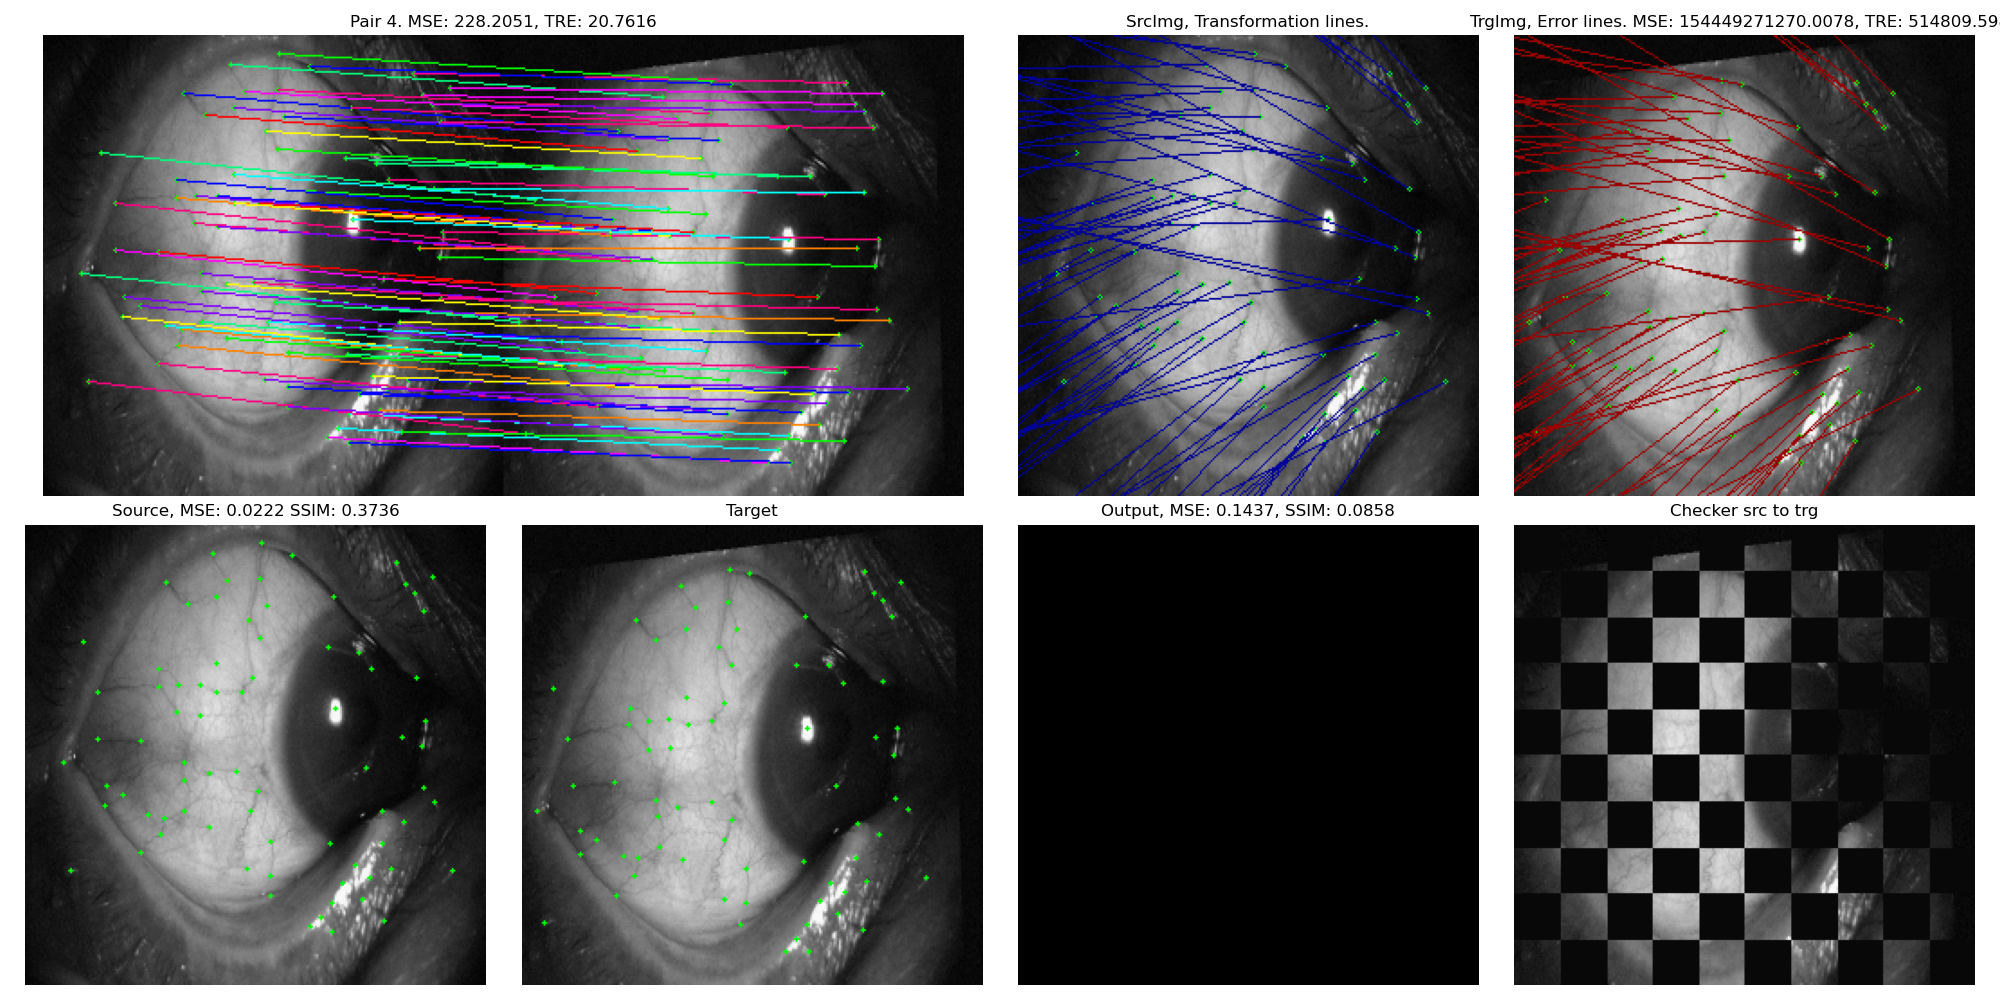 Pair 4. MSE: 228.2051, TRE: 20.7616
SrcImg, Transformation lines.
TrgImg, Error lines. MSE: 154449271270.0078, TRE: 514809.59
Source, MSE: 0.0222 SSIM: 0.3736
Target
Output, MSE: 0.1437, SSIM: 0.0858
Checker src to trg